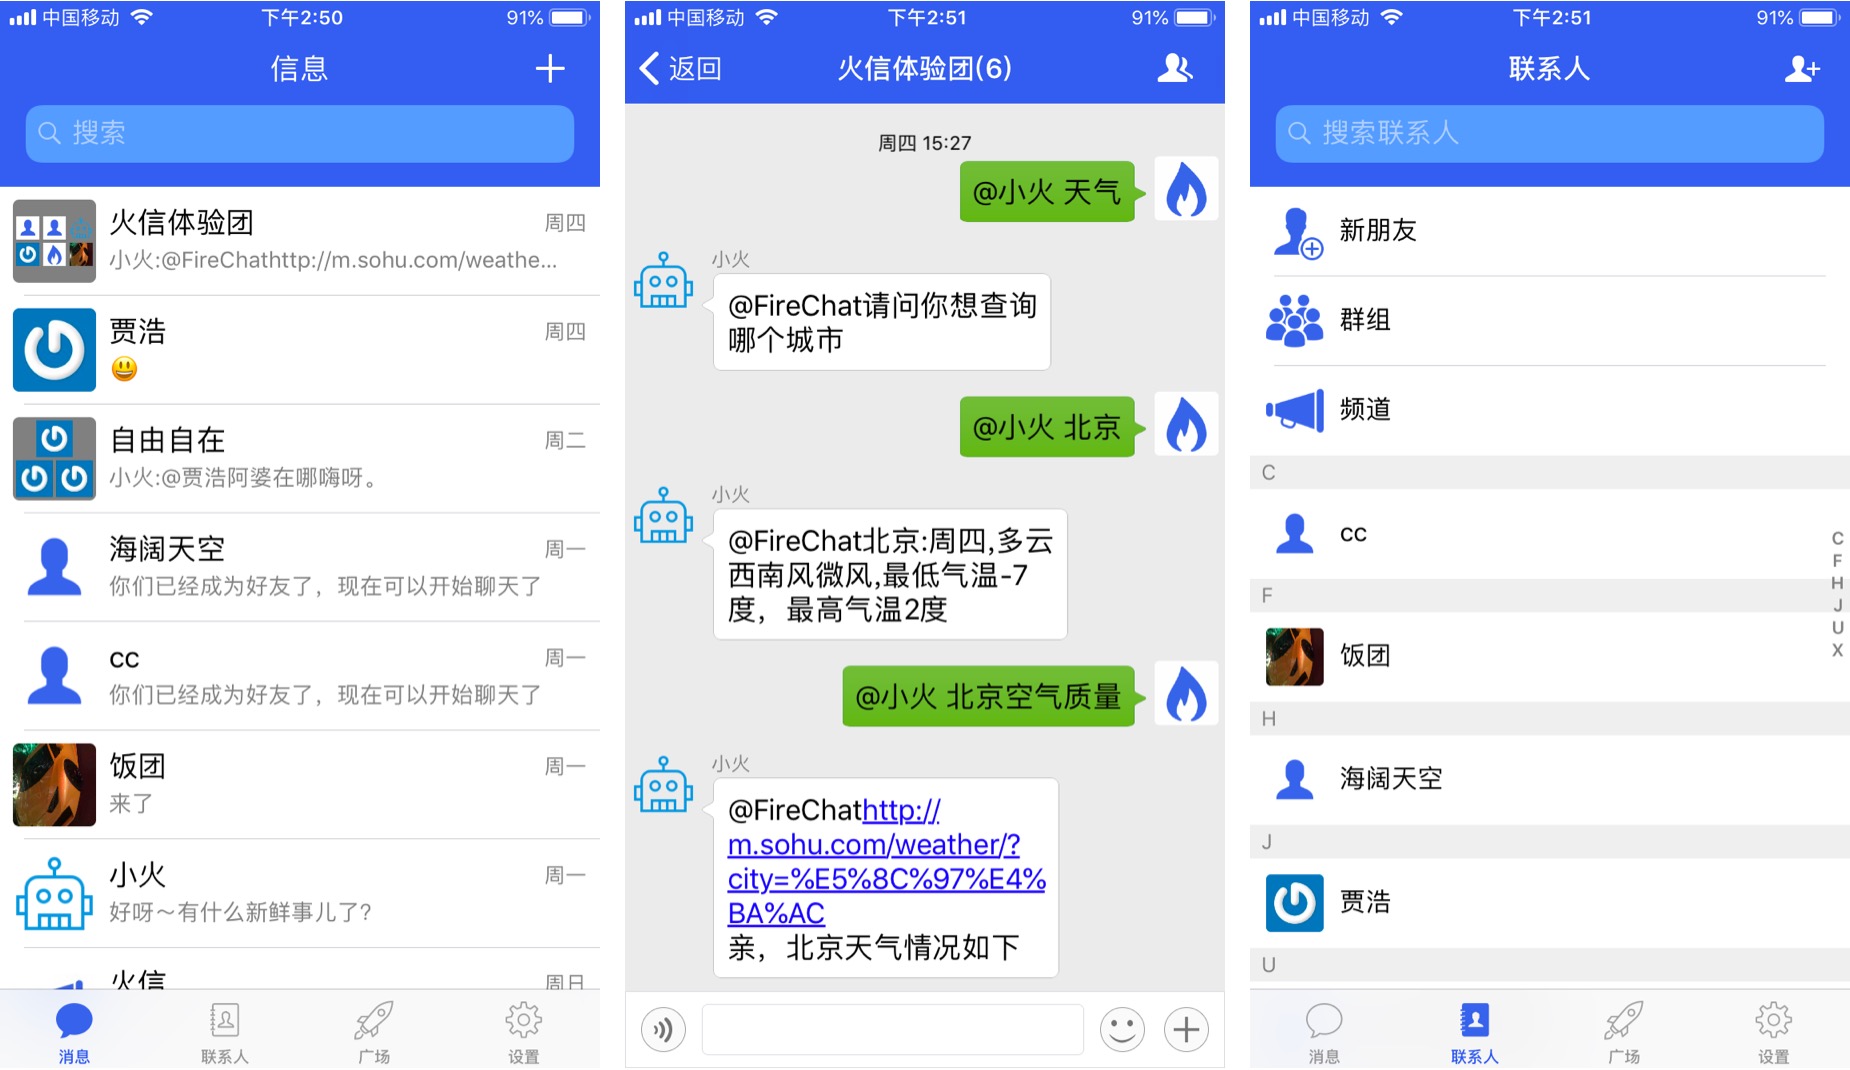 中国移动 下午2:50 91%
信息
搜索
火信体验团 周四
小火:@FireChathttp://m.sohu.com/weathe...
贾浩 周四
自由自在 周二
小火:@贾浩阿婆在哪嗨呀。
海阔天空 周一
你们已经成为好友了，现在可以开始聊天了
cc 周一
你们已经成为好友了，现在可以开始聊天了
饭团 周一
来了
小火 周一
好呀～有什么新鲜事儿了?
火信 周日
消息 联系人 广场 设置
中国移动 下午2:51 91%
返回 火信体验团(6)
周四 15:27
@小火 天气
小火
@FireChat请问你想查询
哪个城市
@小火 北京
小火
@FireChat北京:周四,多云
西南风微风,最低气温-7
度，最高气温2度
@小火 北京空气质量
小火
@FireChathttp://
m.sohu.com/weather/?
city=%E5%8C%97%E4%
BA%AC
亲，北京天气情况如下
中国移动 下午2:51 91%
联系人
搜索联系人
新朋友
群组
频道
C
cc
F
饭团
H
海阔天空
J
贾浩
U
C
F
H
J
U
X
消息 联系人 广场 设置